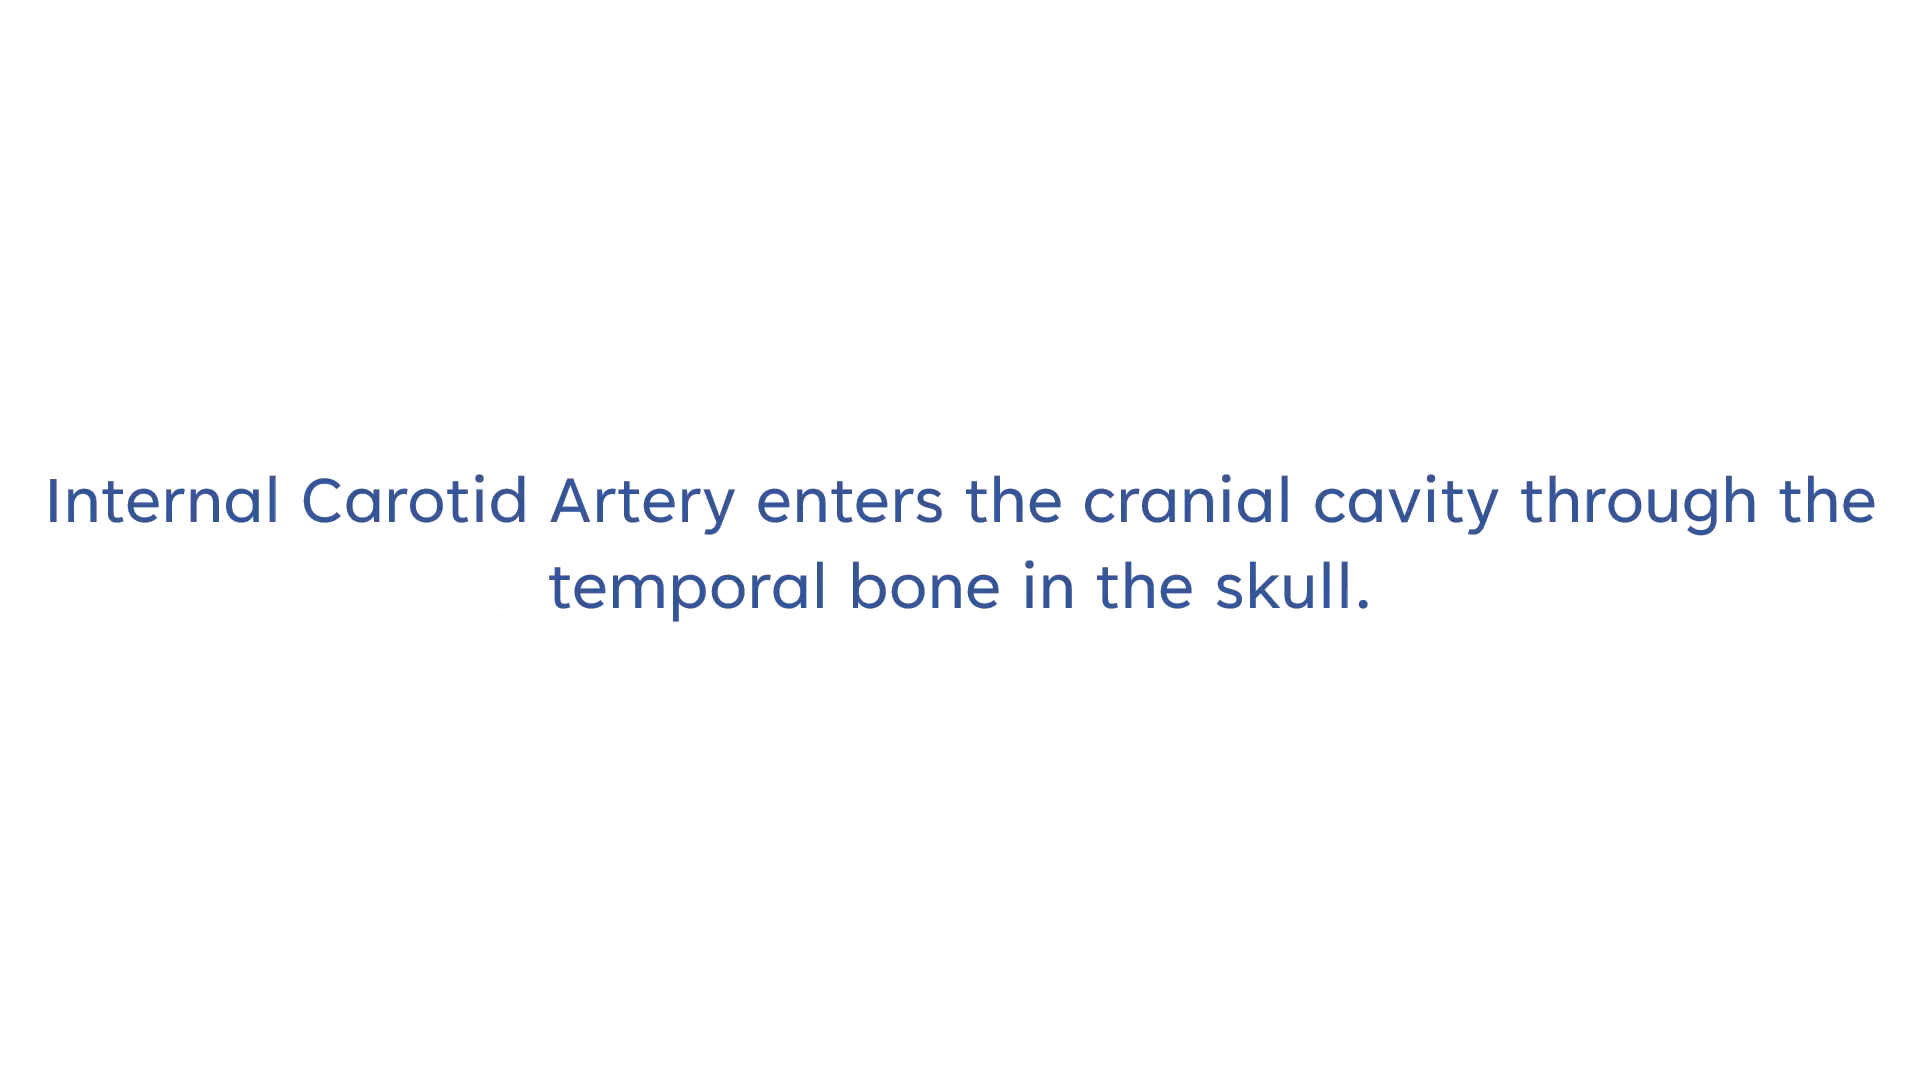 Internal Carotid Artery enters the cranial cavity through the
temporal bone in the skull.